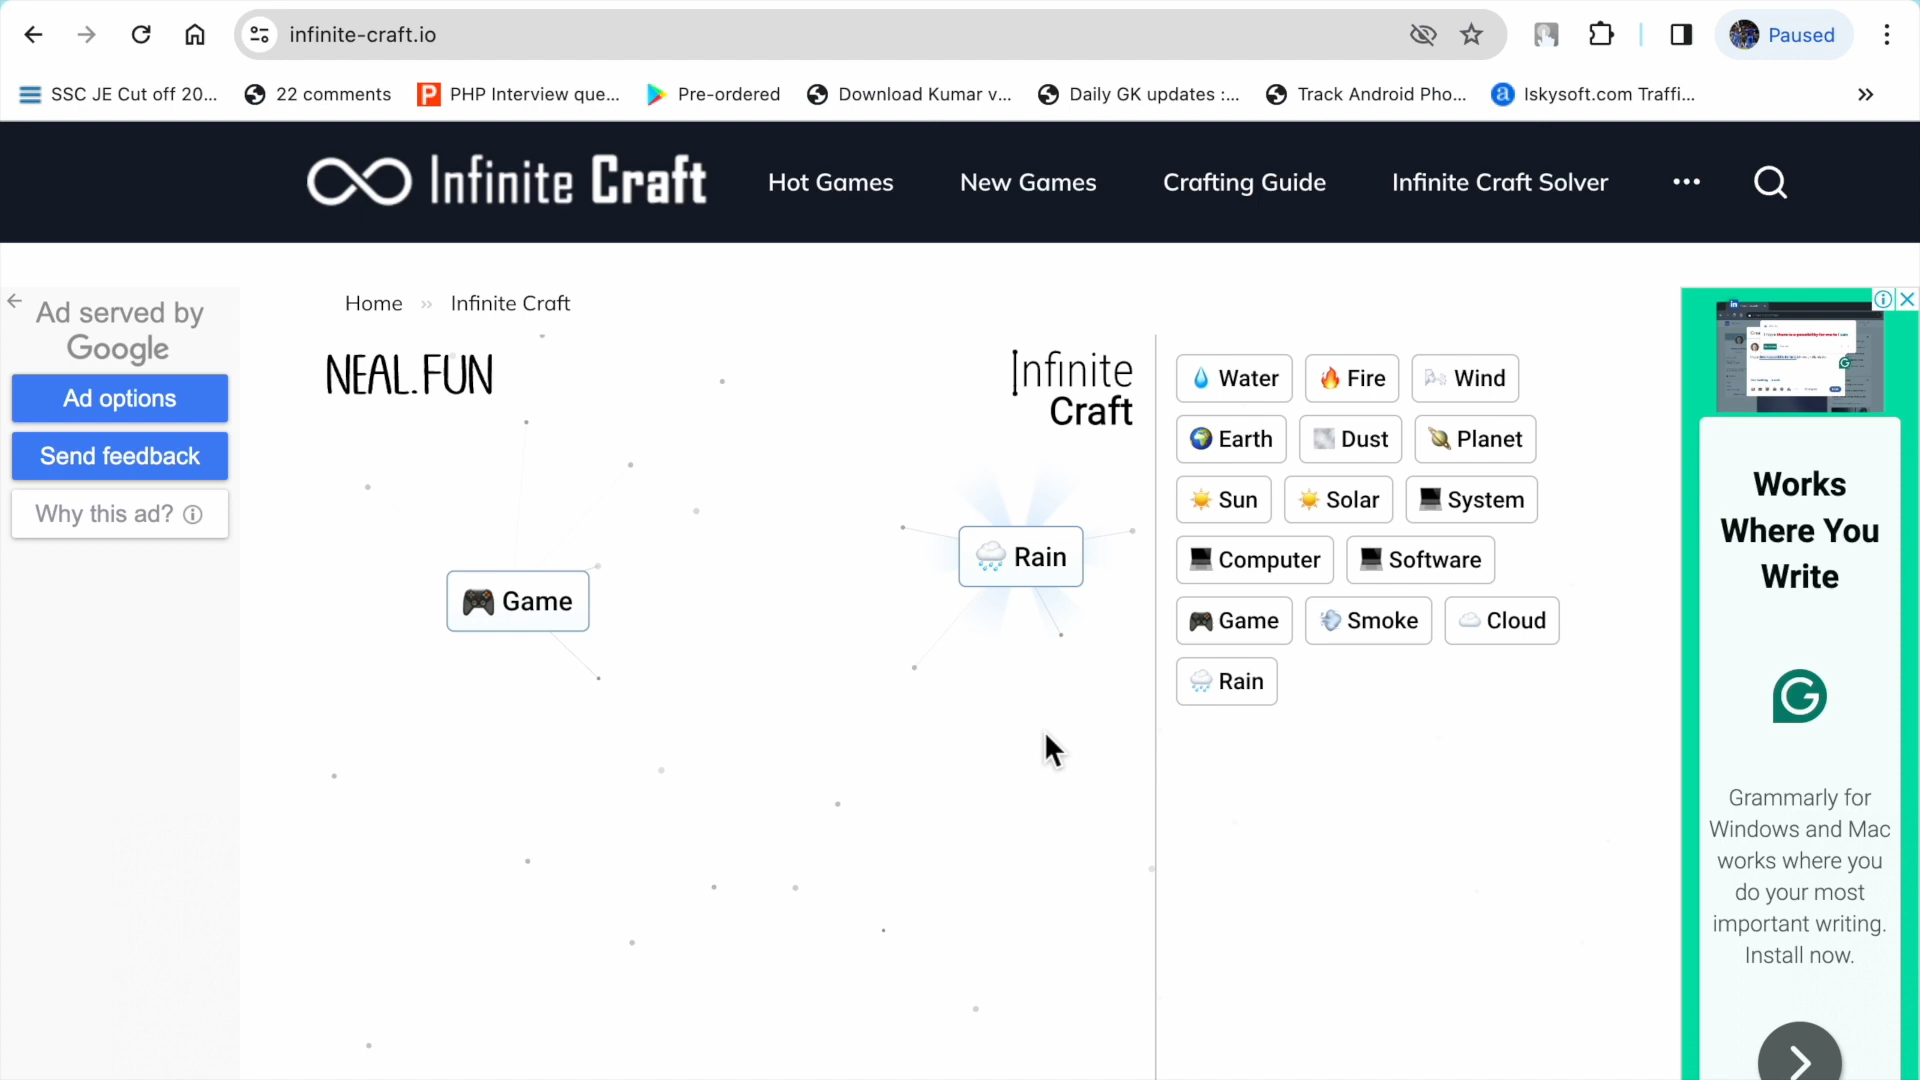 infinite-craft.io
Paused
SSC JE Cut off 20...
22 comments
PHP Interview que...
Pre-ordered
Download Kumar v...
Daily GK updates :...
Track Android Pho...
Iskysoft.com Traffi...
Infinite Craft
Hot Games
New Games
Crafting Guide
Infinite Craft Solver
Ad served by
Google
Ad options
Send feedback
Why this ad?
Home » Infinite Craft
NEAL.FUN
Infinite
Craft
Game
Rain
Water
Fire
Wind
Earth
Dust
Planet
Sun
Solar
System
Computer
Software
Game
Smoke
Cloud
Rain
Works
Where You
Write
Grammarly for
Windows and Mac
works where you
do your most
important writing.
Install now.